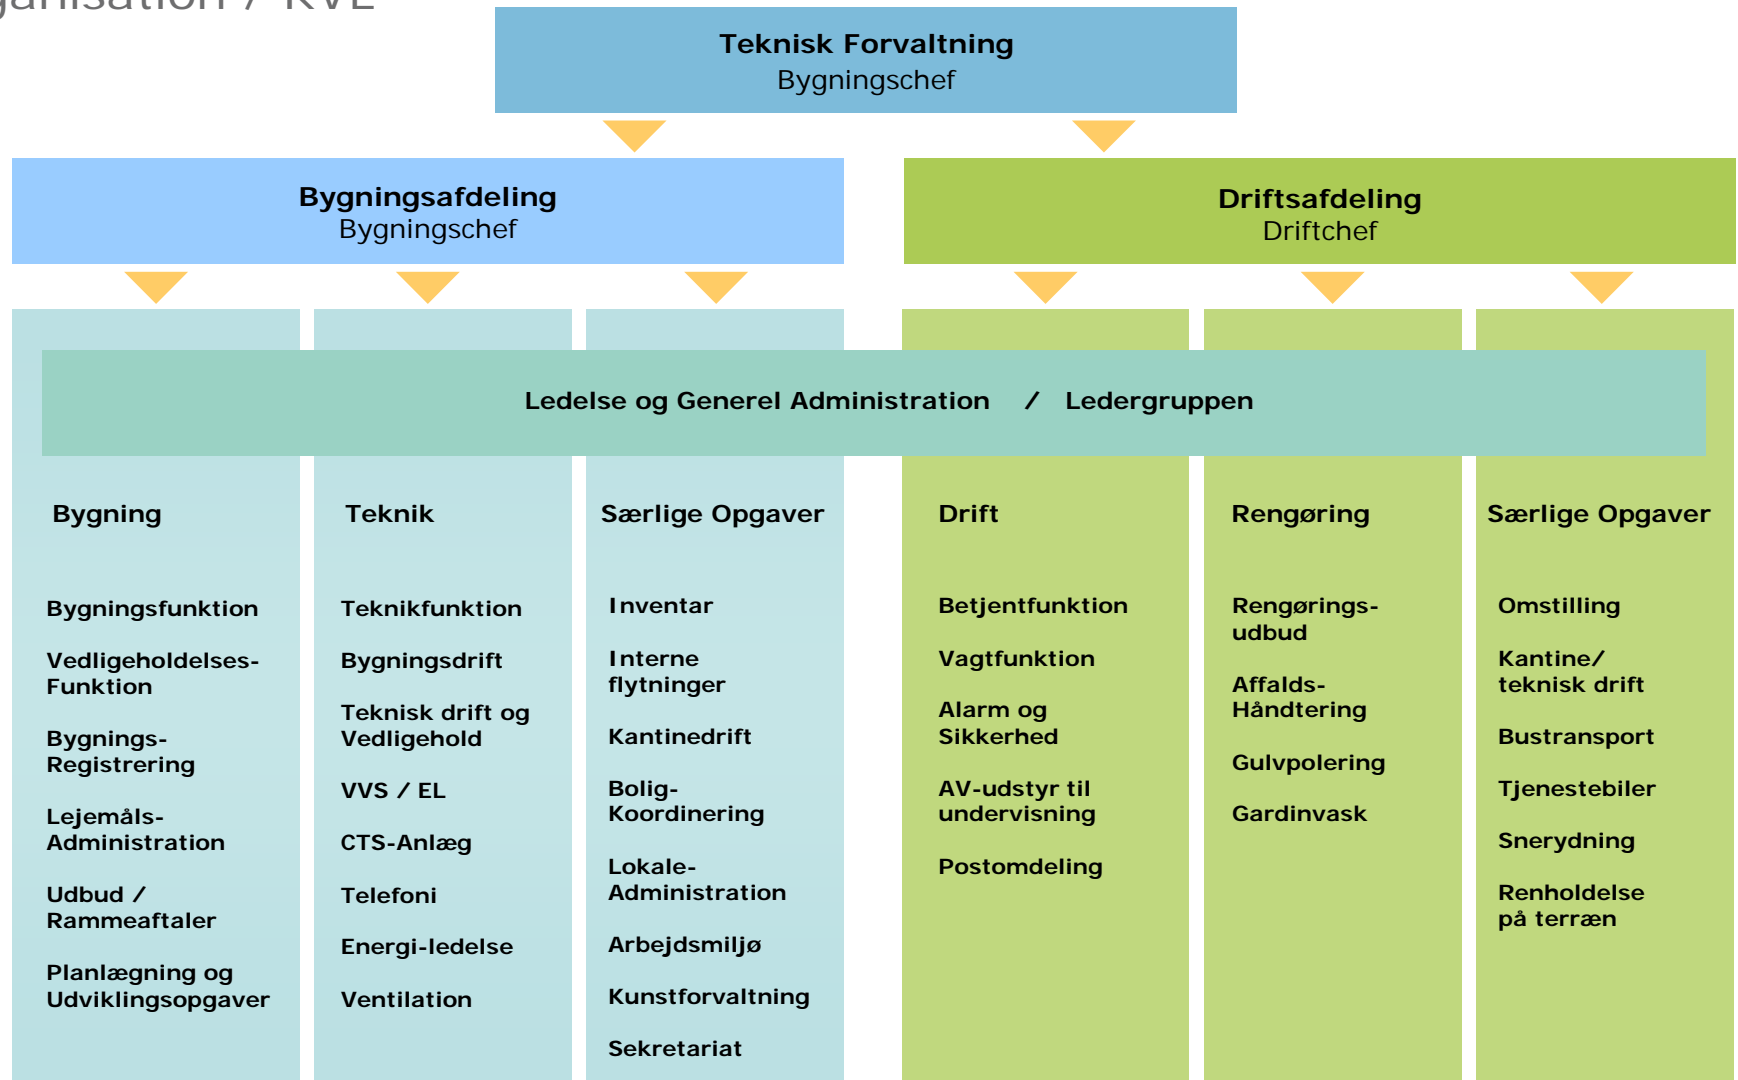 ganisation / KVL
Teknisk Forvaltning
Bygningschef
Bygningsafdeling
Bygningschef
Driftsafdeling
Driftchef
Ledelse og Generel Administration / Ledergruppen
Bygning
Bygningsfunktion
Vedligeholdelses-
Funktion
Bygnings-
Registrering
Lejemåls-
Administration
Udbud /
Rammeaftaler
Planlægning og
Udviklingsopgaver
Teknik
Teknikfunktion
Bygningsdrift
Teknisk drift og
Vedligehold
VVS / EL
CTS-Anlæg
Telefoni
Energi-ledelse
Ventilation
Særlige Opgaver
Inventar
Interne
flytninger
Kantinedrift
Bolig-
Koordinering
Lokale-
Administration
Arbejdsmiljø
Kunstforvaltning
Sekretariat
Drift
Betjentfunktion
Vagtfunktion
Alarm og
Sikkerhed
AV-udstyr til
undervisning
Postomdeling
Rengøring
Rengørings-
udbud
Affalds-
Håndtering
Gulvpolering
Gardinvask
Særlige Opgaver
Omstilling
Kantine/
teknisk drift
Bustransport
Tjenestebiler
Snerydning
Renholdelse
på terræn